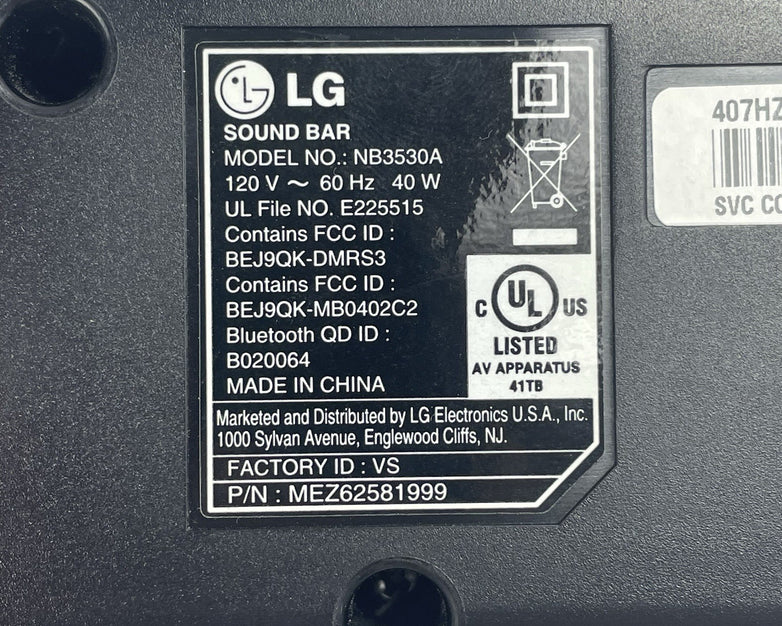 LG
SOUND BAR
MODEL NO.: NB3530A
120 V ~ 60 Hz 40 W
UL File NO. E225515
Contains FCC ID :
BEJ9QK-DMRS3
Contains FCC ID :
BEJ9QK-MB0402C2
Bluetooth QD ID :
B020064
MADE IN CHINA
C UL US
LISTED
AV APPARATUS
41TB
Marketed and Distributed by LG Electronics U.S.A., Inc.
1000 Sylvan Avenue, Englewood Cliffs, NJ.
FACTORY ID : VS
P/N : MEZ62581999
407HZ
SVC CO